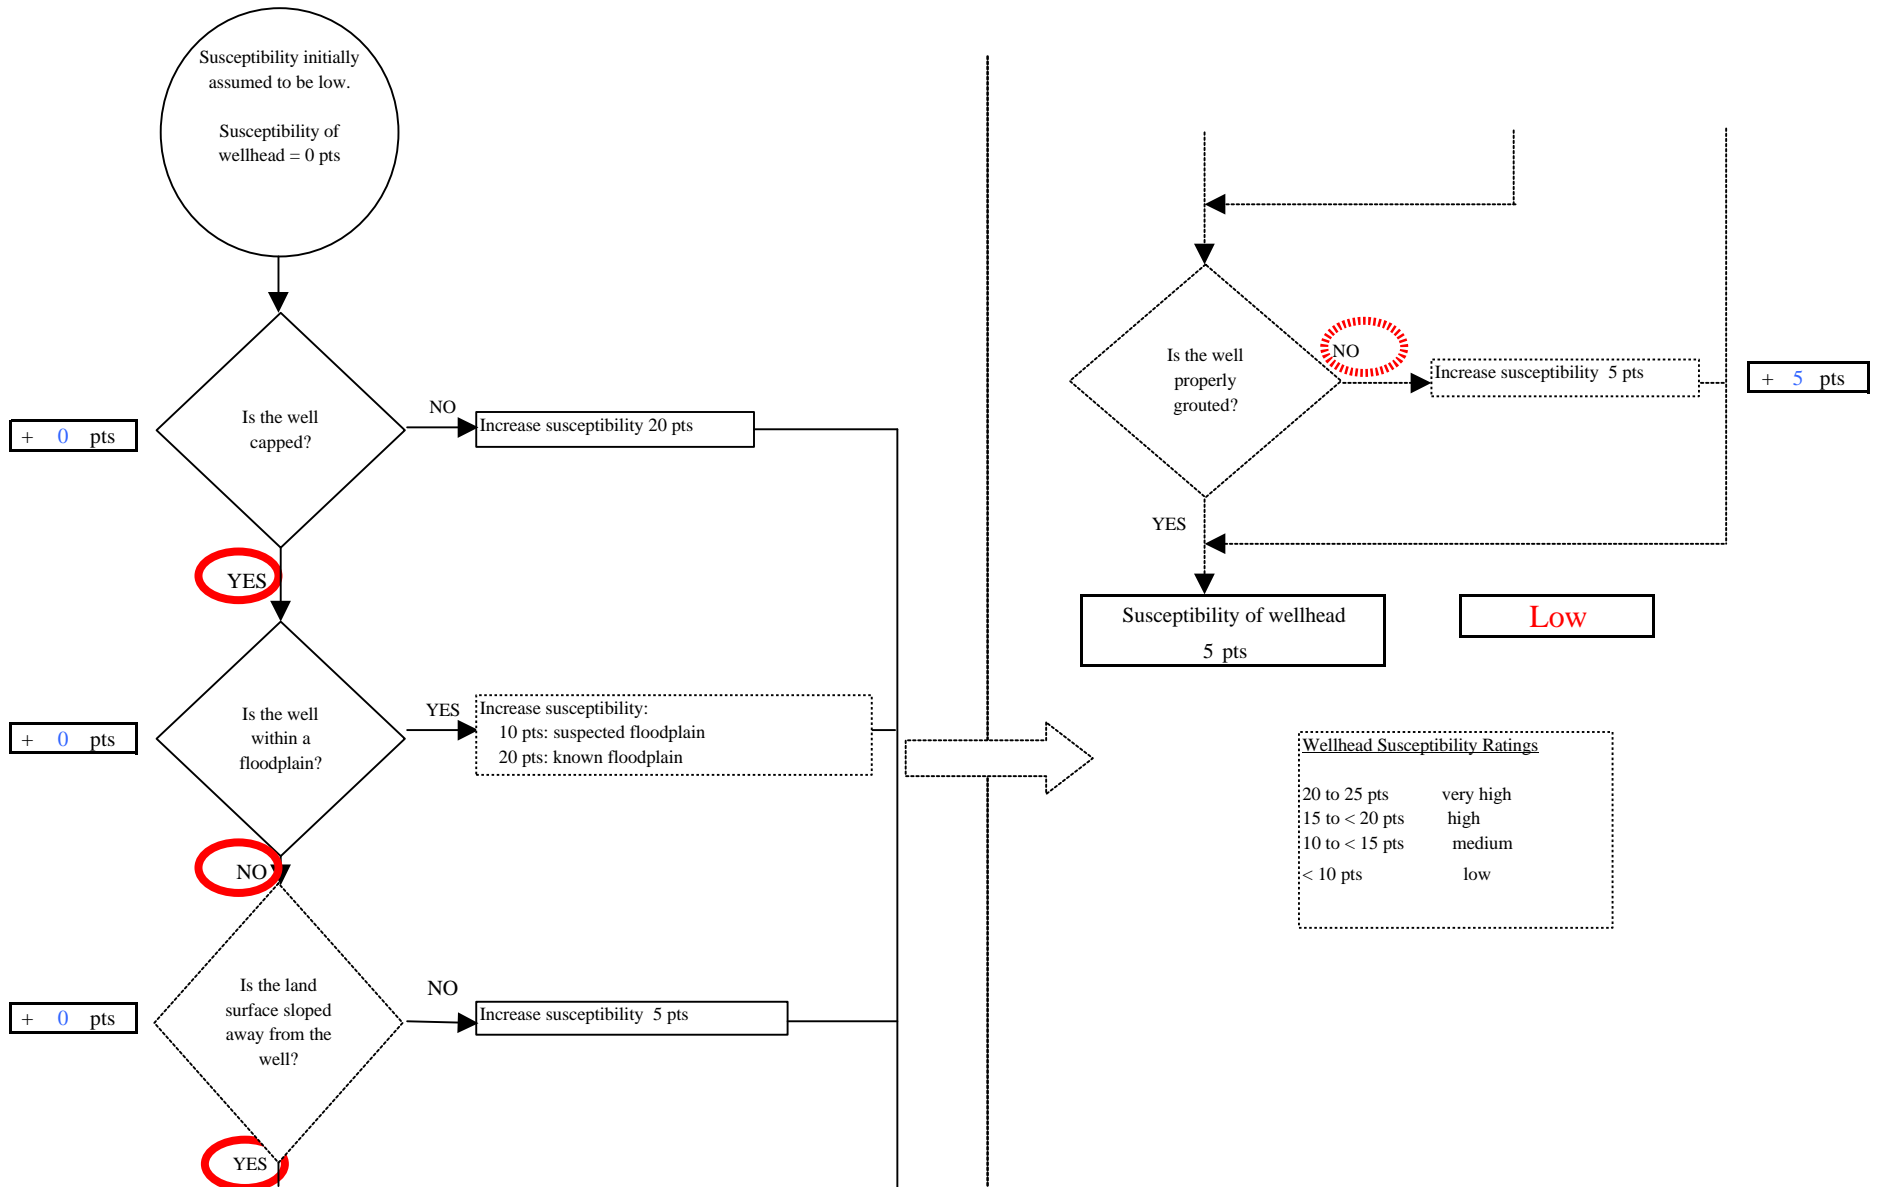 Susceptibility initially
assumed to be low.
Susceptibility of
wellhead = 0 pts
Is the well
capped?
NO
Increase susceptibility 20 pts
+ 0 pts
YES
Is the well
within a
floodplain?
YES
Increase susceptibility:
10 pts: suspected floodplain
20 pts: known floodplain
+ 0 pts
NO
Is the land
surface sloped
away from the
well?
NO
Increase susceptibility 5 pts
+ 0 pts
YES
Is the well
properly
grouted?
NO
Increase susceptibility 5 pts
+ 5 pts
YES
Susceptibility of wellhead
5 pts
Low
Wellhead Susceptibility Ratings
20 to 25 pts very high
15 to < 20 pts high
10 to < 15 pts medium
< 10 pts low